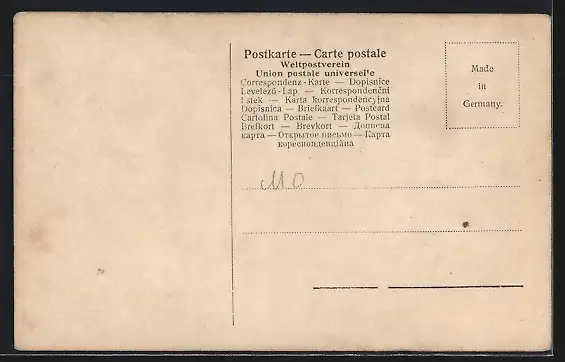 Postkarte — Carte postale
Weltpostverein
Union postale universelle
Correspondenz-Karte — Dopisnice
Levelező-Lap — Korrespondenční
lístek — Karta korrespondencyjna
Dopisnica — Briefkaart — Postcard
Cartolina Postale — Tarjeta Postal
Brefkort — Brevkort — Дописна
карта — Открытое письмо — Карта
кореспонденційна
Made
in
Germany.